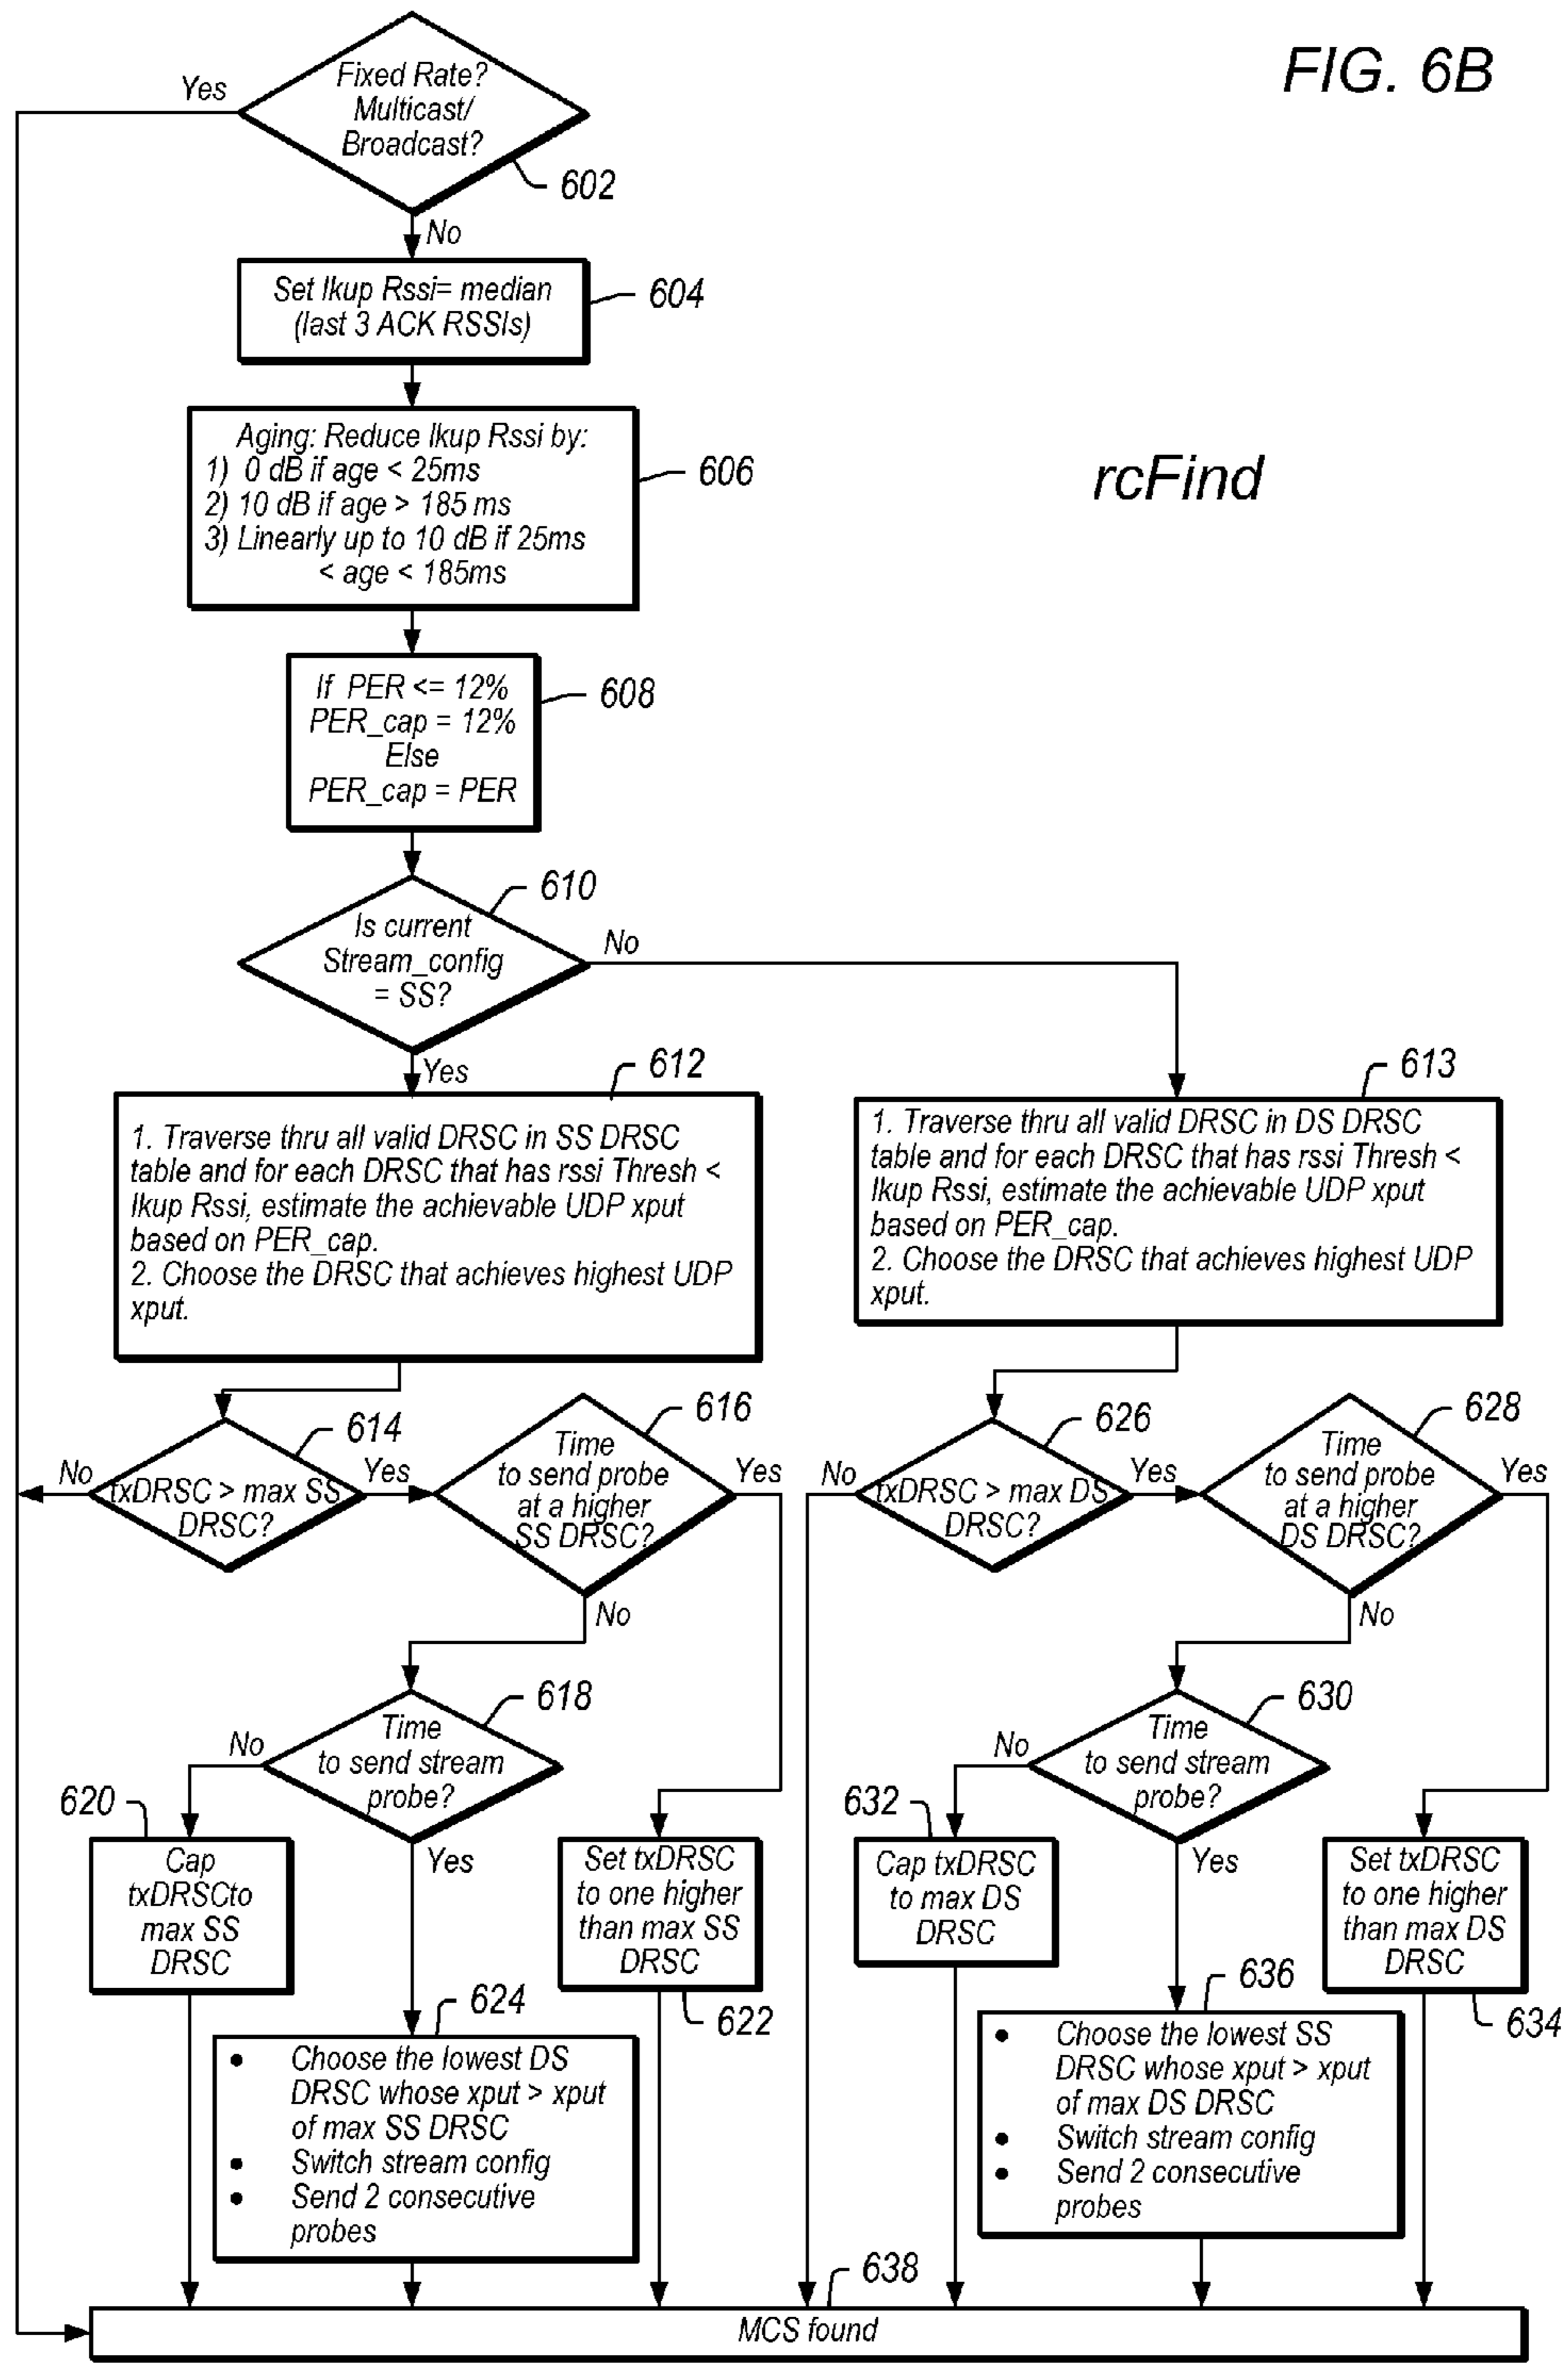 FIG. 6B
Fixed Rate?
Multicast/
Broadcast?
Yes
602
No
Set lkup Rssi= median
(last 3 ACK RSSIs)
604
rcFind
Aging: Reduce lkup Rssi by:
1) 0 dB if age < 25ms
2) 10 dB if age > 185 ms
3) Linearly up to 10 dB if 25ms
< age < 185ms
606
If PER <= 12%
PER_cap = 12%
Else
PER_cap = PER
608
610
Is current
Stream_config
= SS?
No
Yes
612
1. Traverse thru all valid DRSC in SS DRSC
table and for each DRSC that has rssi Thresh <
lkup Rssi, estimate the achievable UDP xput
based on PER_cap.
2. Choose the DRSC that achieves highest UDP
xput.
613
1. Traverse thru all valid DRSC in DS DRSC
table and for each DRSC that has rssi Thresh <
lkup Rssi, estimate the achievable UDP xput
based on PER_cap.
2. Choose the DRSC that achieves highest UDP
xput.
614
No
txDRSC > max SS
DRSC?
Yes
616
Time
to send probe
at a higher
SS DRSC?
Yes
No
626
No
txDRSC > max DS
DRSC?
Yes
628
Time
to send probe
at a higher
DS DRSC?
Yes
No
618
Time
to send stream
probe?
No
Yes
630
Time
to send stream
probe?
No
Yes
620
Cap
txDRSCto
max SS
DRSC
Set txDRSC
to one higher
than max SS
DRSC
622
632
Cap txDRSC
to max DS
DRSC
Set txDRSC
to one higher
than max DS
DRSC
634
624
• Choose the lowest DS
DRSC whose xput > xput
of max SS DRSC
• Switch stream config
• Send 2 consecutive
probes
636
• Choose the lowest SS
DRSC whose xput > xput
of max DS DRSC
• Switch stream config
• Send 2 consecutive
probes
638
MCS found